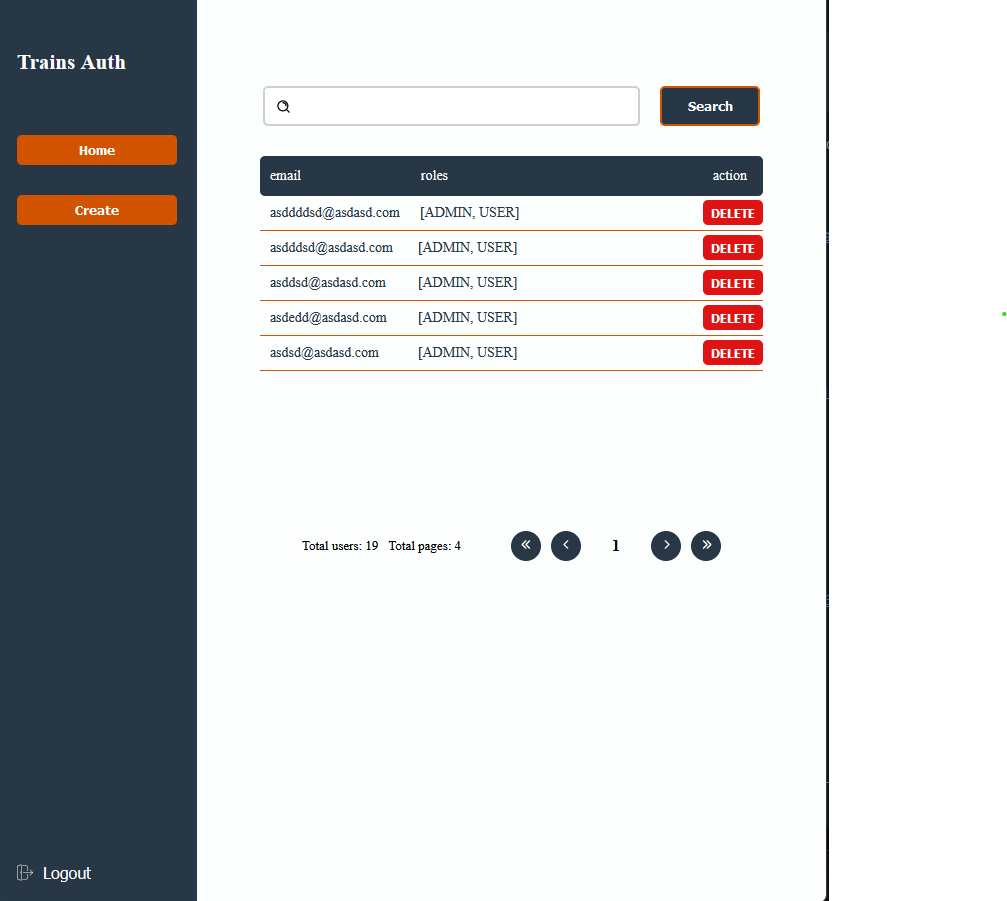 Trains Auth
Home
Create
Logout
Search
email roles action
asddddsd@asdasd.com [ADMIN, USER] DELETE
asdddsd@asdasd.com [ADMIN, USER] DELETE
asddsd@asdasd.com [ADMIN, USER] DELETE
asdedd@asdasd.com [ADMIN, USER] DELETE
asdsd@asdasd.com [ADMIN, USER] DELETE
Total users: 19 Total pages: 4 1